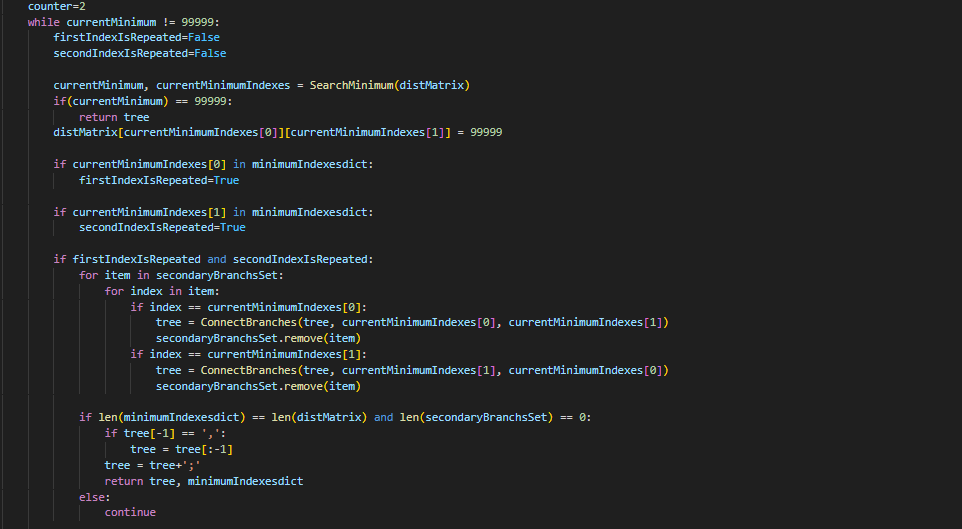 counter=2
while currentMinimum != 99999:
firstIndexIsRepeated=False
secondIndexIsRepeated=False
currentMinimum, currentMinimumIndexes = SearchMinimum(distMatrix)
if(currentMinimum) == 99999:
return tree
distMatrix[currentMinimumIndexes[0]][currentMinimumIndexes[1]] = 99999
if currentMinimumIndexes[0] in minimumIndexesdict:
firstIndexIsRepeated=True
if currentMinimumIndexes[1] in minimumIndexesdict:
secondIndexIsRepeated=True
if firstIndexIsRepeated and secondIndexIsRepeated:
for item in secondaryBranchsSet:
for index in item:
if index == currentMinimumIndexes[0]:
tree = ConnectBranches(tree, currentMinimumIndexes[0], currentMinimumIndexes[1])
secondaryBranchsSet.remove(item)
if index == currentMinimumIndexes[1]:
tree = ConnectBranches(tree, currentMinimumIndexes[1], currentMinimumIndexes[0])
secondaryBranchsSet.remove(item)
if len(minimumIndexesdict) == len(distMatrix) and len(secondaryBranchsSet) == 0:
if tree[-1] == ',':
tree = tree[:-1]
tree = tree+';'
return tree, minimumIndexesdict
else:
continue